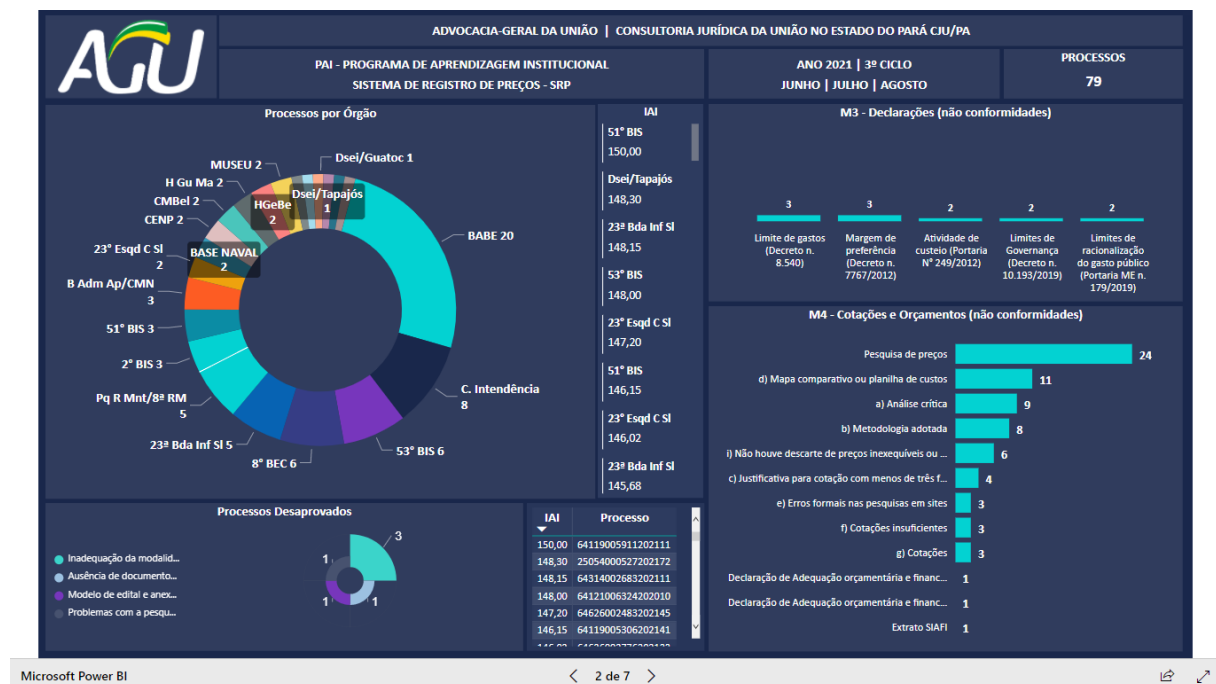 AGU
ADVOCACIA-GERAL DA UNIÃO | CONSULTORIA JURÍDICA DA UNIÃO NO ESTADO DO PARÁ CJU/PA
PAI - PROGRAMA DE APRENDIZAGEM INSTITUCIONAL
SISTEMA DE REGISTRO DE PREÇOS - SRP
ANO 2021 | 3º CICLO
JUNHO | JULHO | AGOSTO
PROCESSOS
79
Processos por Órgão
Dsei/Guatoc 1
MUSEU 2
H Gu Ma 2
Dsei/Tapajós
1
HGeBe
2
CMBel 2
CENP 2
BABE 20
23° Esqd C Sl
2
BASE NAVAL
2
B Adm Ap/CMN
3
51° BIS 3
2° BIS 3
C. Intendência
8
Pq R Mnt/8ª RM
5
23ª Bda Inf Sl 5
53° BIS 6
8° BEC 6
IAI
51° BIS
150,00
Dsei/Tapajós
148,30
23ª Bda Inf Sl
148,15
53° BIS
148,00
23° Esqd C Sl
147,20
51° BIS
146,15
23° Esqd C Sl
146,02
23ª Bda Inf Sl
145,68
M3 - Declarações (não conformidades)
3 3 2 2 2
Limite de gastos
(Decreto n.
8.540)
Margem de
preferência
(Decreto n.
7767/2012)
Atividade de
custeio (Portaria
N° 249/2012)
Limites de
Governança
(Decreto n.
10.193/2019)
Limites de
racionalização
do gasto público
(Portaria ME n.
179/2019)
M4 - Cotações e Orçamentos (não conformidades)
Pesquisa de preços 24
d) Mapa comparativo ou planilha de custos 11
a) Análise crítica 9
b) Metodologia adotada 8
i) Não houve descarte de preços inexequíveis ou ... 6
c) Justificativa para cotação com menos de três f... 4
e) Erros formais nas pesquisas em sites 3
f) Cotações insuficientes 3
g) Cotações 3
Declaração de Adequação orçamentária e financ... 1
Declaração de Adequação orçamentária e financ... 1
Extrato SIAFI 1
Processos Desaprovados
Inadequação da modalid...
Ausência de documento...
Modelo de edital e anex...
Problemas com a pesqu...
3
1
1
1
IAI Processo
150,00 64119005911202111
148,30 25054000527202172
148,15 64314002683202111
148,00 64121006324202010
147,20 64626002483202145
146,15 64119005306202141
Microsoft Power BI
2 de 7